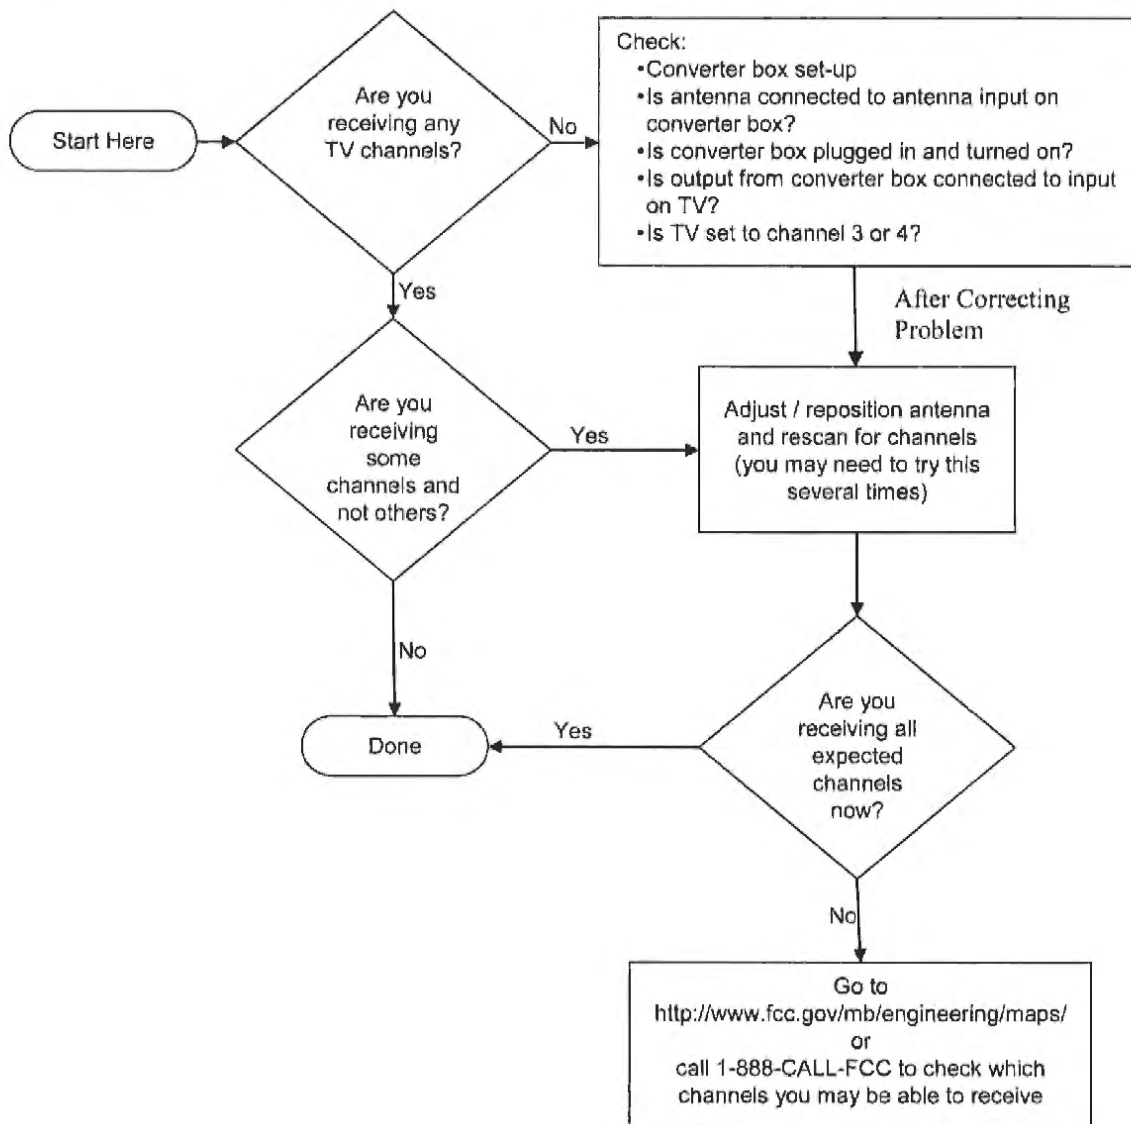 Start Here
Are you
receiving any
TV channels?
No
Check:
•Converter box set-up
•Is antenna connected to antenna input on
converter box?
•Is converter box plugged in and turned on?
•Is output from converter box connected to input
on TV?
•Is TV set to channel 3 or 4?
Yes
After Correcting
Problem
Are you
receiving
some
channels and
not others?
Yes
Adjust / reposition antenna
and rescan for channels
(you may need to try this
several times)
No
Done
Yes
Are you
receiving all
expected
channels
now?
No
Go to
http://www.fcc.gov/mb/engineering/maps/
or
call 1-888-CALL-FCC to check which
channels you may be able to receive